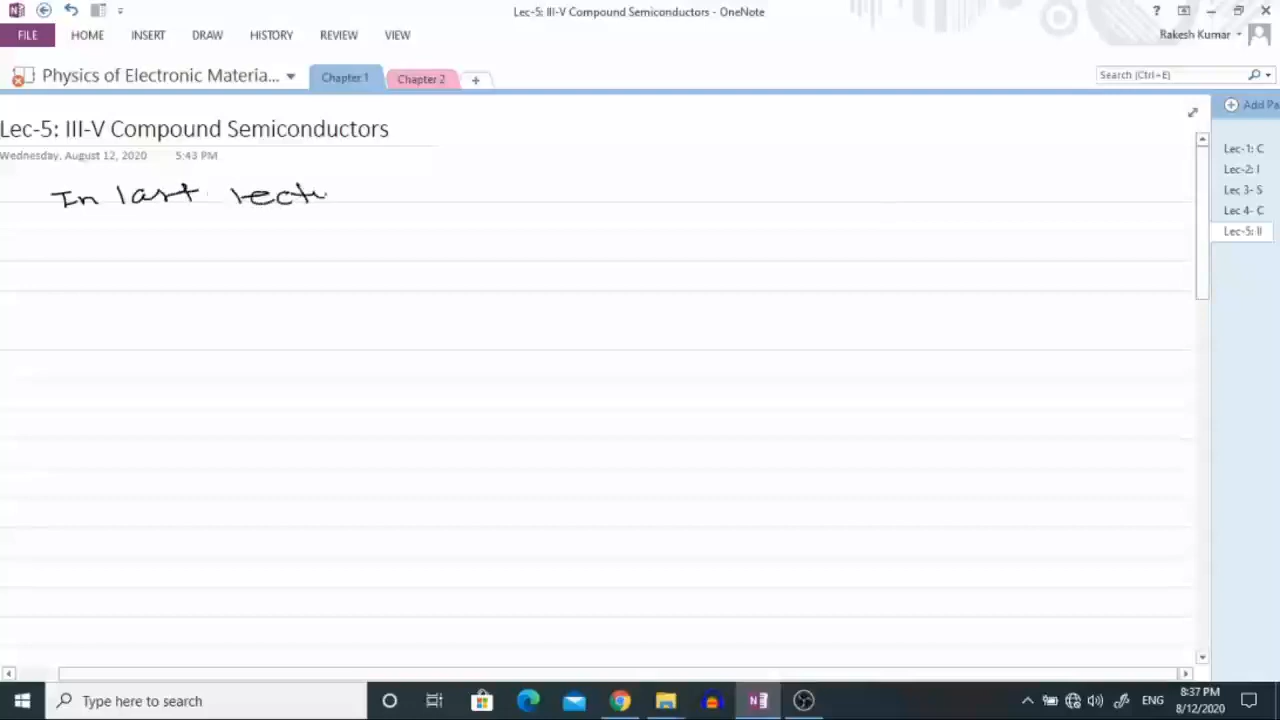 Lec-5: III-V Compound Semiconductors - OneNote
FILE HOME INSERT DRAW HISTORY REVIEW VIEW
Rakesh Kumar
Physics of Electronic Materia... Chapter 1 Chapter 2 +
Search (Ctrl+E)
Lec-5: III-V Compound Semiconductors
Wednesday, August 12, 2020 5:43 PM
In last lectu
Add Pa
Lec-1: C
Lec-2: I
Lec 3- S
Lec 4- C
Lec-5: II
Type here to search
ENG
8:37 PM
8/12/2020